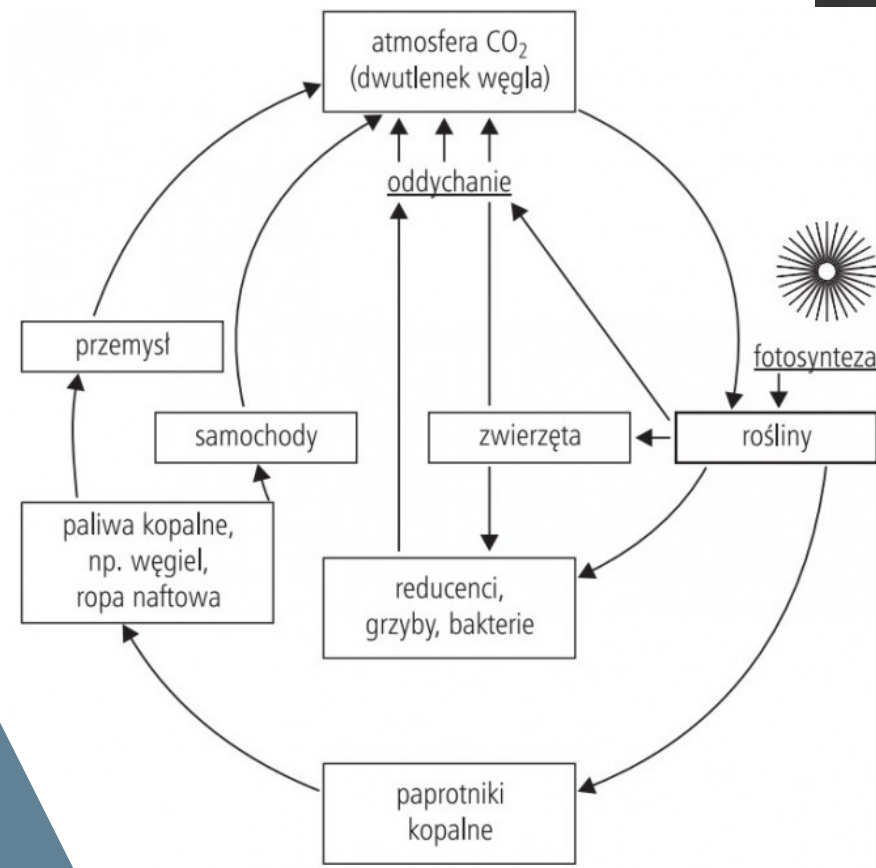 atmosfera CO₂
(dwutlenek węgla)
oddychanie
przemysł
fotosynteza
samochody
zwierzęta
rośliny
paliwa kopalne,
np. węgiel,
ropa naftowa
reducenci,
grzyby, bakterie
paprotniki
kopalne